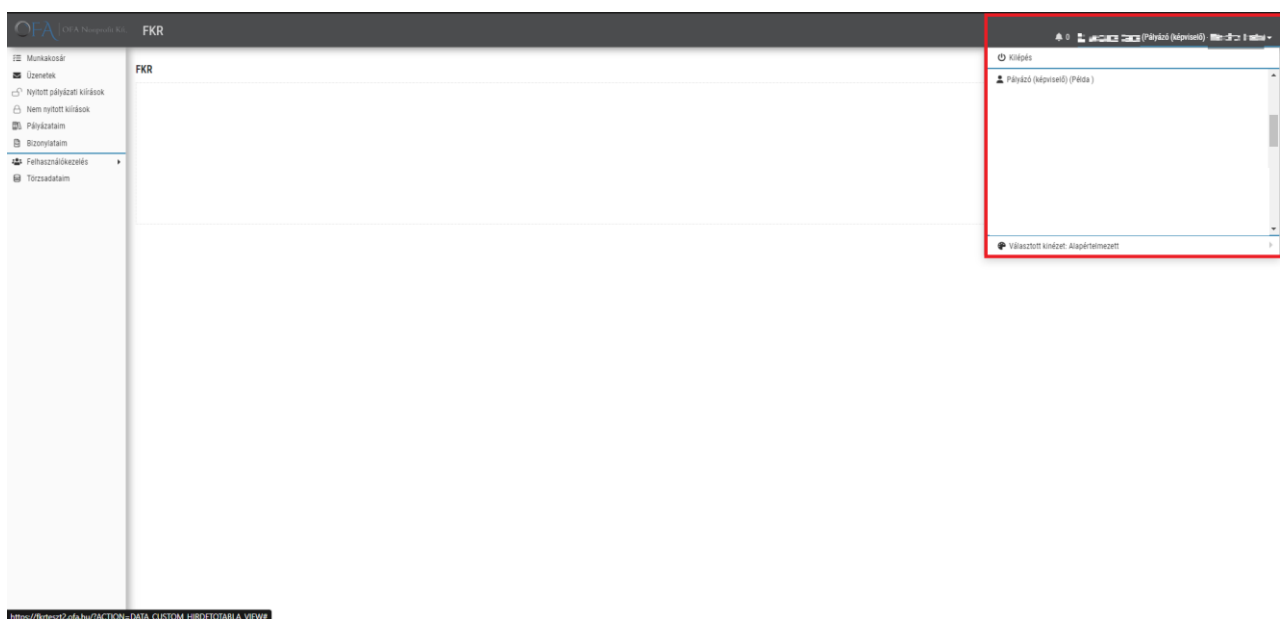 OFA OFA Nonprofit Kft. FKR
0 (Pályázó (képviselő) -
Munkakosár
Üzenetek
Nyitott pályázati kiírások
Nem nyitott kiírások
Pályázataim
Bizonylataim
Felhasználókezelés
Törzsadataim
FKR
Kilépés
Pályázó (képviselő) (Példa )
Választott kinézet: Alapértelmezett
https://fkrteszt2.ofa.hu/?ACTION=DATA_CUSTOM_HIRDETOTABLA_VIEW#